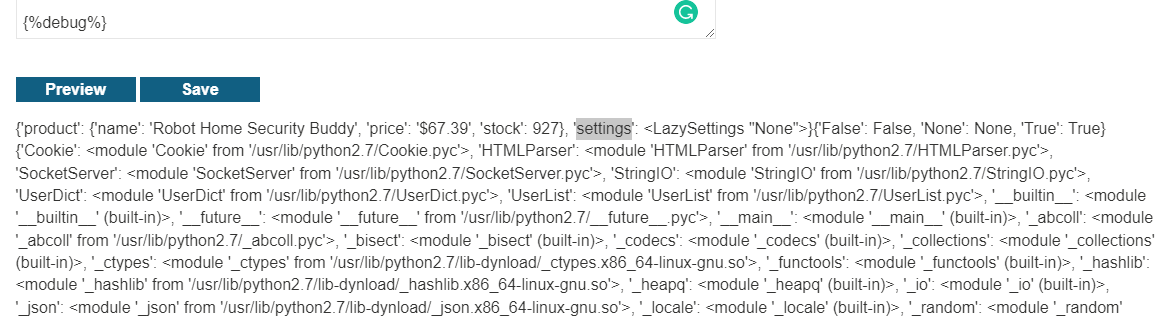 {%debug%}
Preview Save
{'product': {'name': 'Robot Home Security Buddy', 'price': '$67.39', 'stock': 927}, 'settings': <LazySettings "None">}{'False': False, 'None': None, 'True': True}
{'Cookie': <module 'Cookie' from '/usr/lib/python2.7/Cookie.pyc'>, 'HTMLParser': <module 'HTMLParser' from '/usr/lib/python2.7/HTMLParser.pyc'>,
'SocketServer': <module 'SocketServer' from '/usr/lib/python2.7/SocketServer.pyc'>, 'StringIO': <module 'StringIO' from '/usr/lib/python2.7/StringIO.pyc'>,
'UserDict': <module 'UserDict' from '/usr/lib/python2.7/UserDict.pyc'>, 'UserList': <module 'UserList' from '/usr/lib/python2.7/UserList.pyc'>, '__builtin__': <module
'__builtin__' (built-in)>, '__future__': <module '__future__' from '/usr/lib/python2.7/__future__.pyc'>, '__main__': <module '__main__' (built-in)>, '_abcoll': <module
'_abcoll' from '/usr/lib/python2.7/_abcoll.pyc'>, '_bisect': <module '_bisect' (built-in)>, '_codecs': <module '_codecs' (built-in)>, '_collections': <module '_collections'
(built-in)>, '_ctypes': <module '_ctypes' from '/usr/lib/python2.7/lib-dynload/_ctypes.x86_64-linux-gnu.so'>, '_functools': <module '_functools' (built-in)>, '_hashlib':
<module '_hashlib' from '/usr/lib/python2.7/lib-dynload/_hashlib.x86_64-linux-gnu.so'>, '_heapq': <module '_heapq' (built-in)>, '_io': <module '_io' (built-in)>,
'_json': <module '_json' from '/usr/lib/python2.7/lib-dynload/_json.x86_64-linux-gnu.so'>, '_locale': <module '_locale' (built-in)>, '_random': <module '_random'